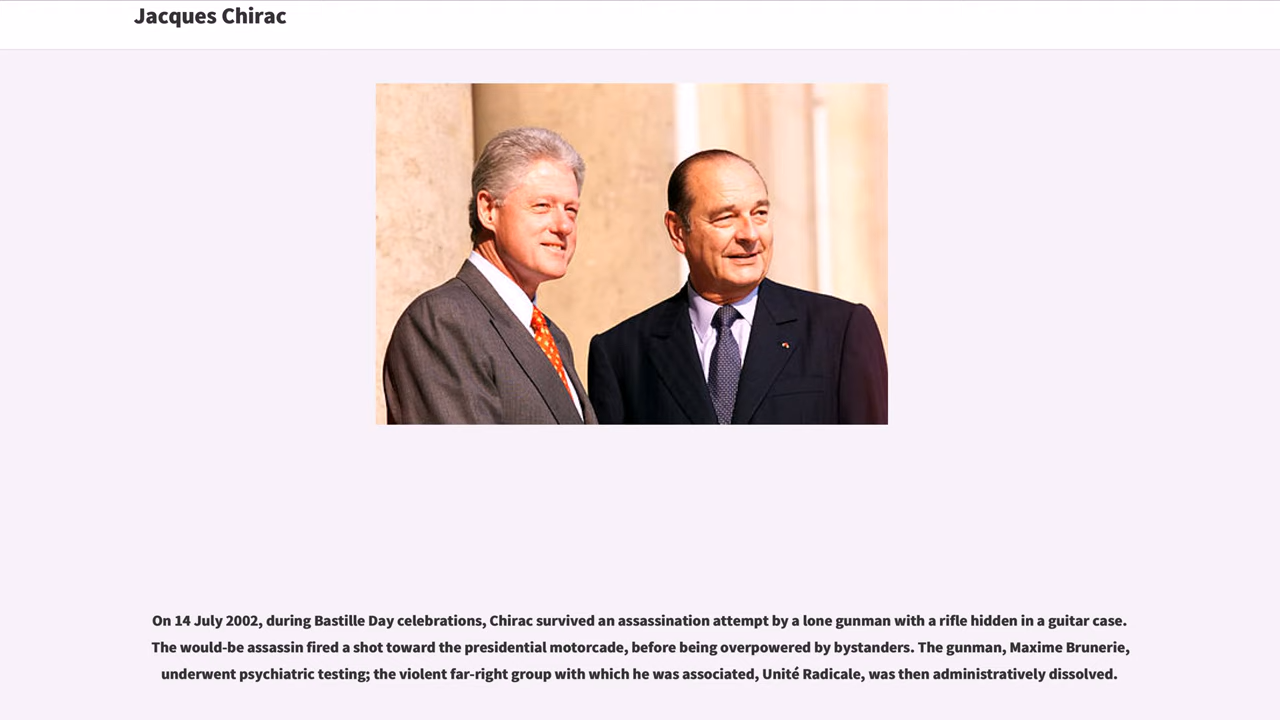 Jacques Chirac
On 14 July 2002, during Bastille Day celebrations, Chirac survived an assassination attempt by a lone gunman with a rifle hidden in a guitar case.
The would-be assassin fired a shot toward the presidential motorcade, before being overpowered by bystanders. The gunman, Maxime Brunerie,
underwent psychiatric testing; the violent far-right group with which he was associated, Unité Radicale, was then administratively dissolved.